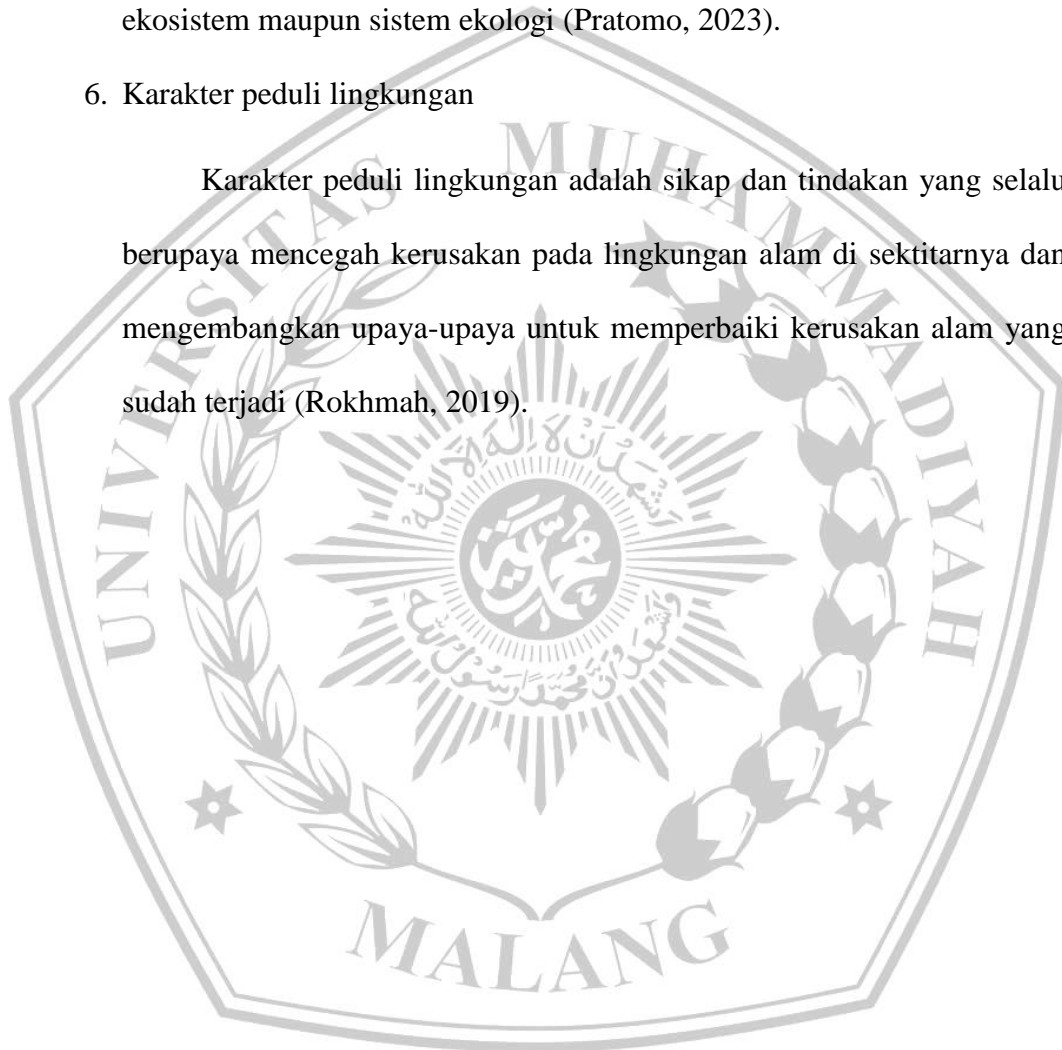 ekosistem maupun sistem ekologi (Pratomo, 2023).
6. Karakter peduli lingkungan
Karakter peduli lingkungan adalah sikap dan tindakan yang selalu
berupaya mencegah kerusakan pada lingkungan alam di sektitarnya dan
mengembangkan upaya-upaya untuk memperbaiki kerusakan alam yang
sudah terjadi (Rokhmah, 2019).
UNIVERSITAS MUHAMMADIYAH
MALANG